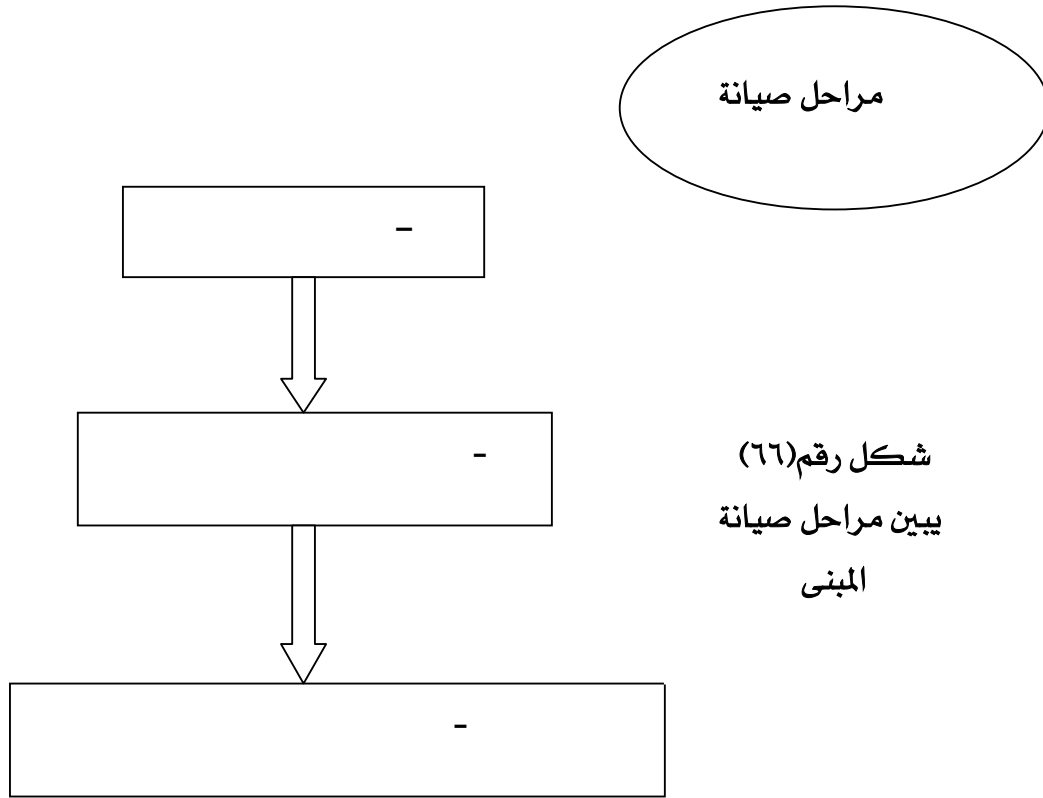 مراحل صيانة
-
-
شكل رقم(٦٦)
يبين مراحل صيانة
المبنى
-